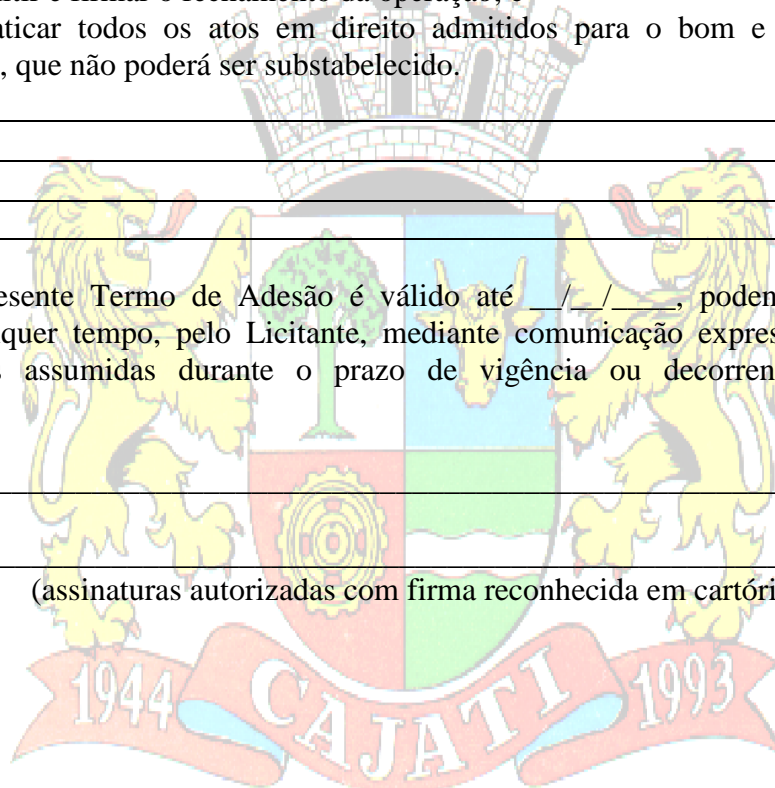 itir e firmar o fechamento da operação; e
aticar todos os atos em direito admitidos para o bom e
, que não poderá ser substabelecido.
esente Termo de Adesão é válido até __/__/____, poden
quer tempo, pelo Licitante, mediante comunicação expres
s assumidas durante o prazo de vigência ou decorren
(assinaturas autorizadas com firma reconhecida em cartóri
1944 CAJATI 1993